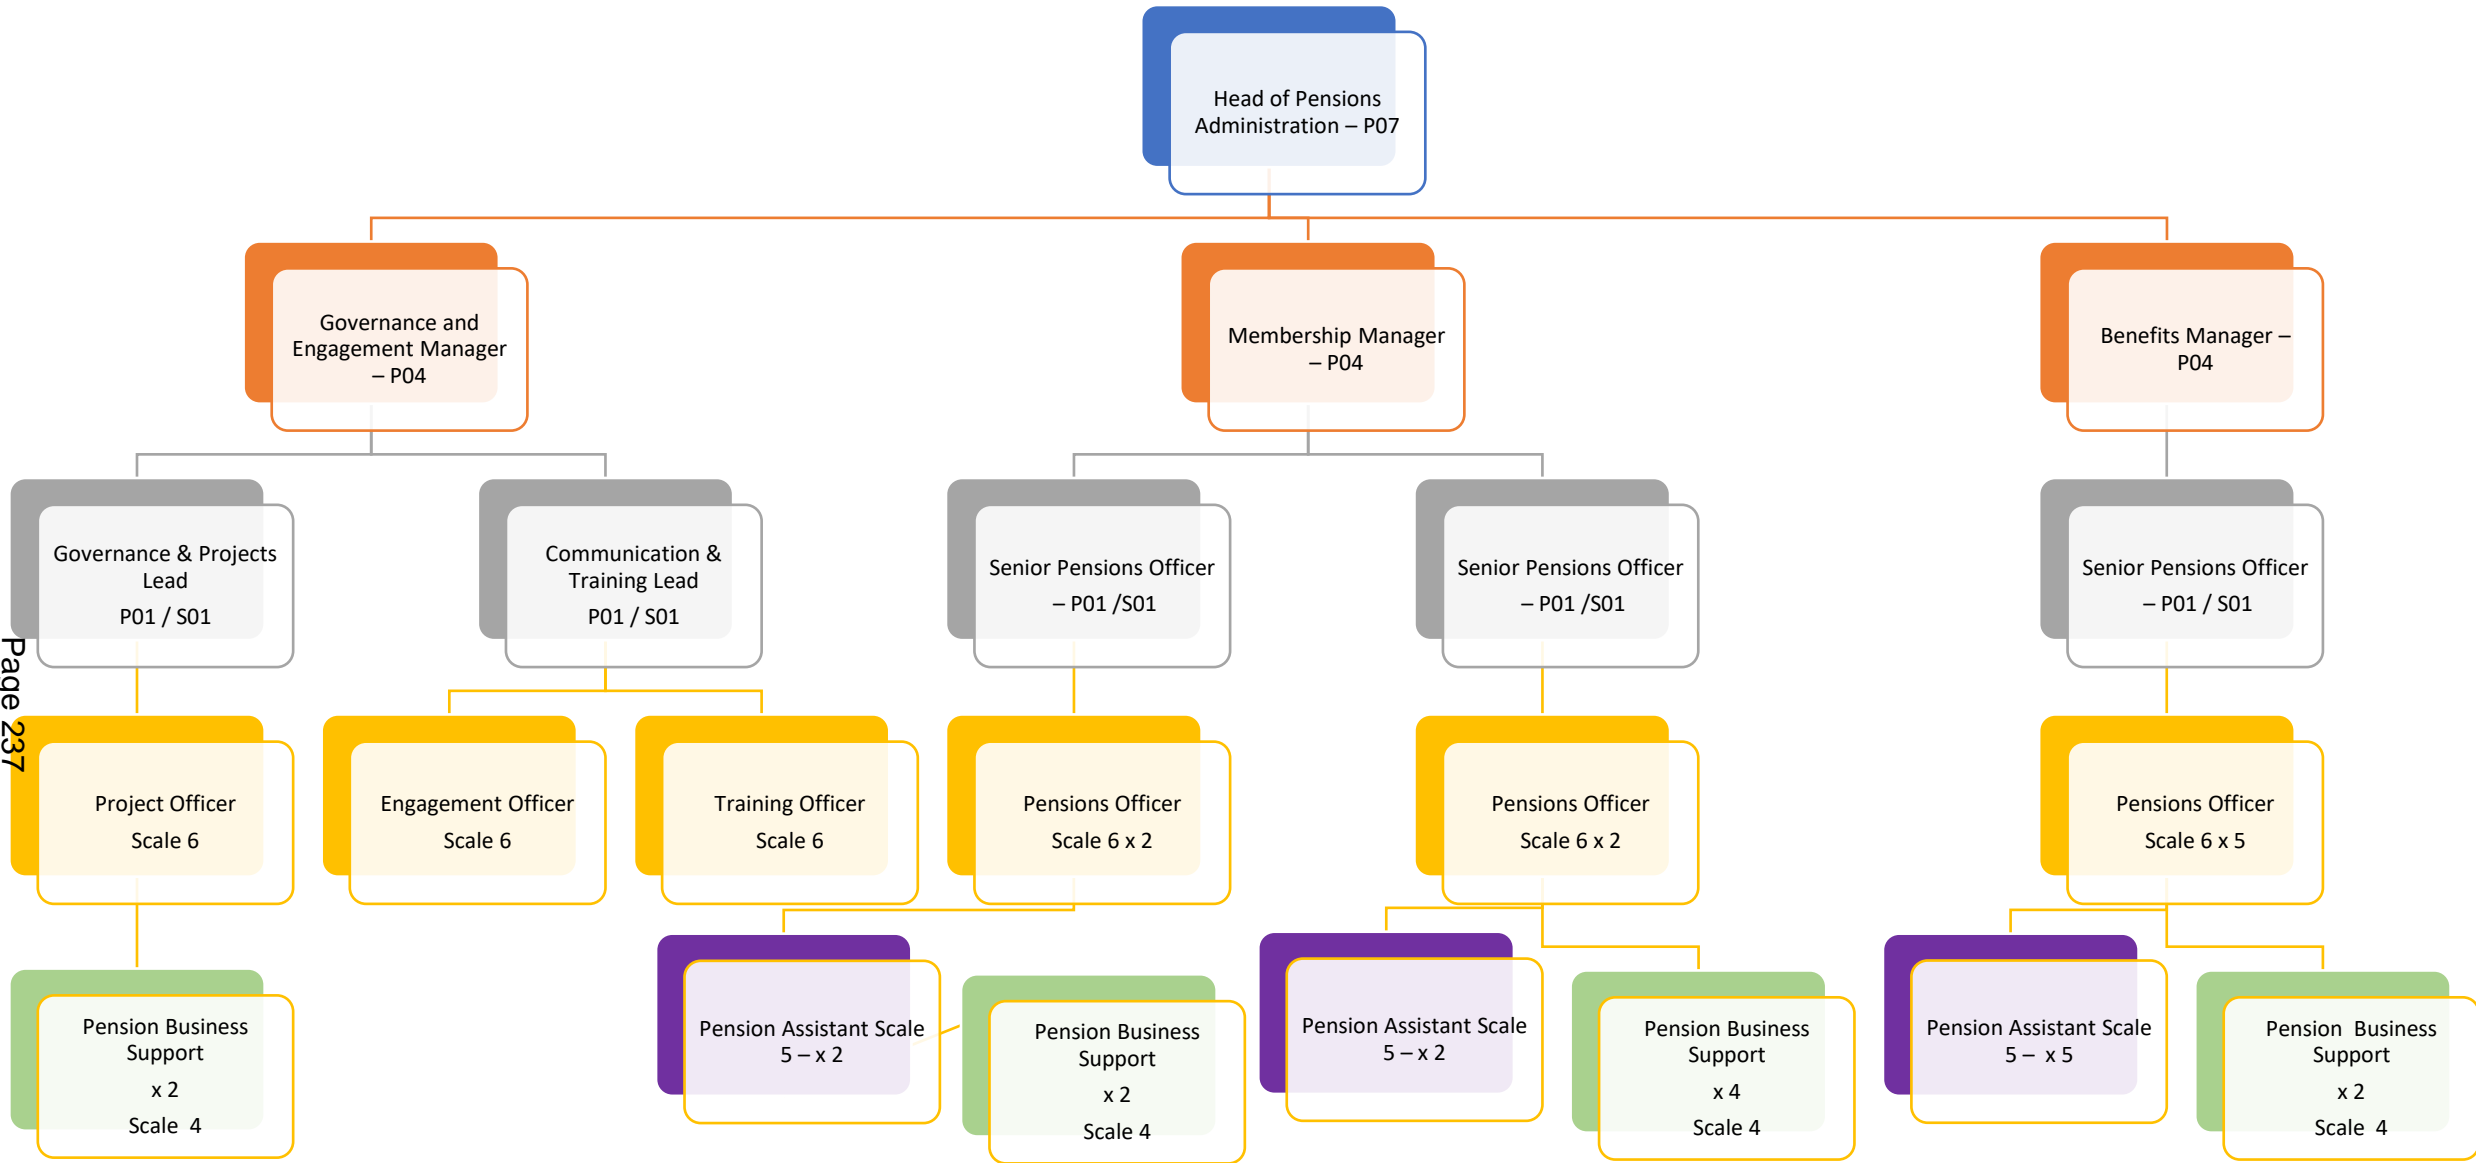 Head of Pensions
Administration – P07
Governance and
Engagement Manager
– P04
Membership Manager
– P04
Benefits Manager –
P04
Governance & Projects
Lead
P01 / S01
Communication &
Training Lead
P01 / S01
Senior Pensions Officer
– P01 /S01
Senior Pensions Officer
– P01 /S01
Senior Pensions Officer
– P01 / S01
Project Officer
Scale 6
Engagement Officer
Scale 6
Training Officer
Scale 6
Pensions Officer
Scale 6 x 2
Pensions Officer
Scale 6 x 2
Pensions Officer
Scale 6 x 5
Pension Business
Support
x 2
Scale  4
Pension Assistant Scale
5 – x 2
Pension Business
Support
x 2
Scale 4
Pension Assistant Scale
5 – x 2
Pension Business
Support
x 4
Scale 4
Pension Assistant Scale
5 –  x 5
Pension  Business
Support
x 2
Scale  4
Page 237